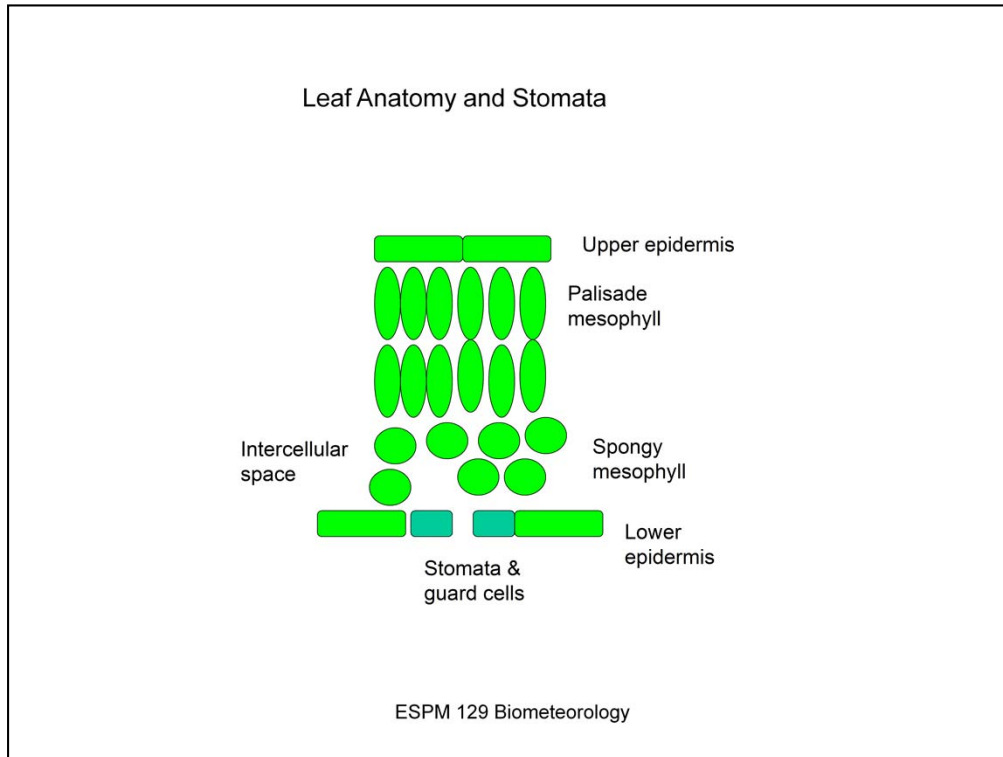 Leaf Anatomy and Stomata
Upper epidermis
Palisade
mesophyll
Intercellular
space
Spongy
mesophyll
Lower
epidermis
Stomata &
guard cells
ESPM 129 Biometeorology